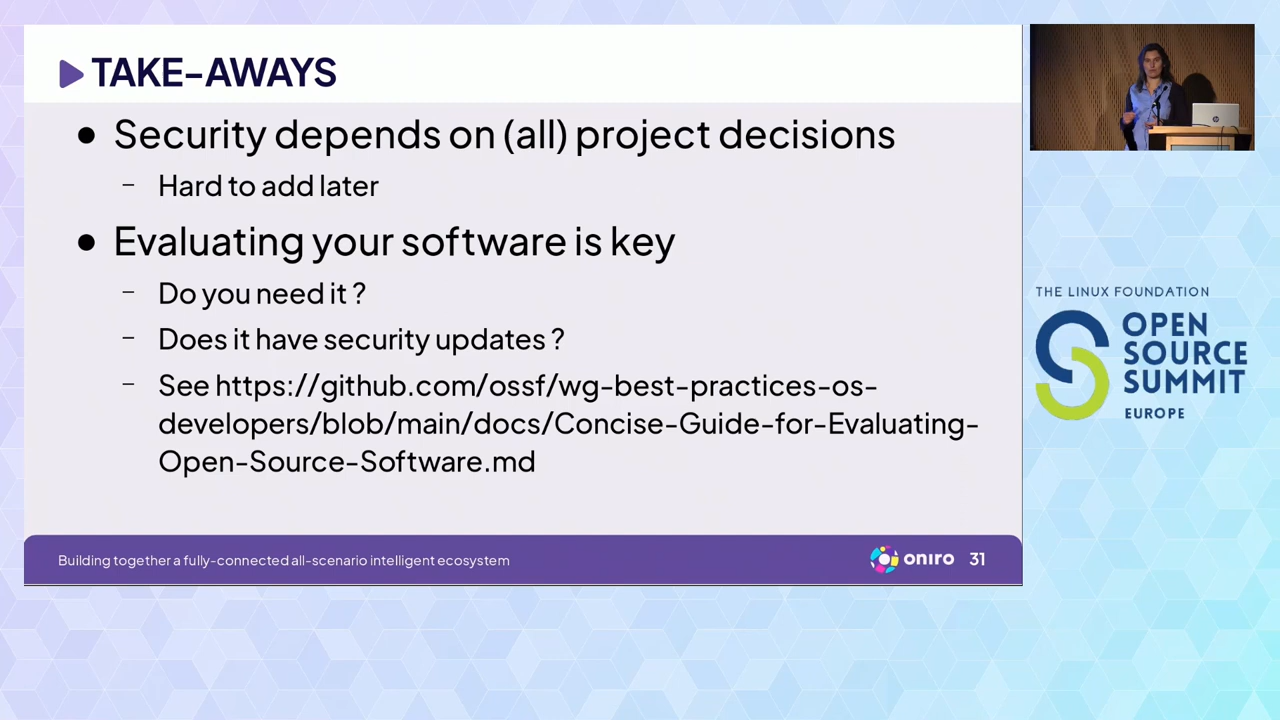 TAKE-AWAYS
● Security depends on (all) project decisions
– Hard to add later
● Evaluating your software is key
– Do you need it ?
– Does it have security updates ?
– See https://github.com/ossf/wg-best-practices-os-
developers/blob/main/docs/Concise-Guide-for-Evaluating-
Open-Source-Software.md
Building together a fully-connected all-scenario intelligent ecosystem
oniro 31
THE LINUX FOUNDATION
OPEN
SOURCE
SUMMIT
EUROPE
hp